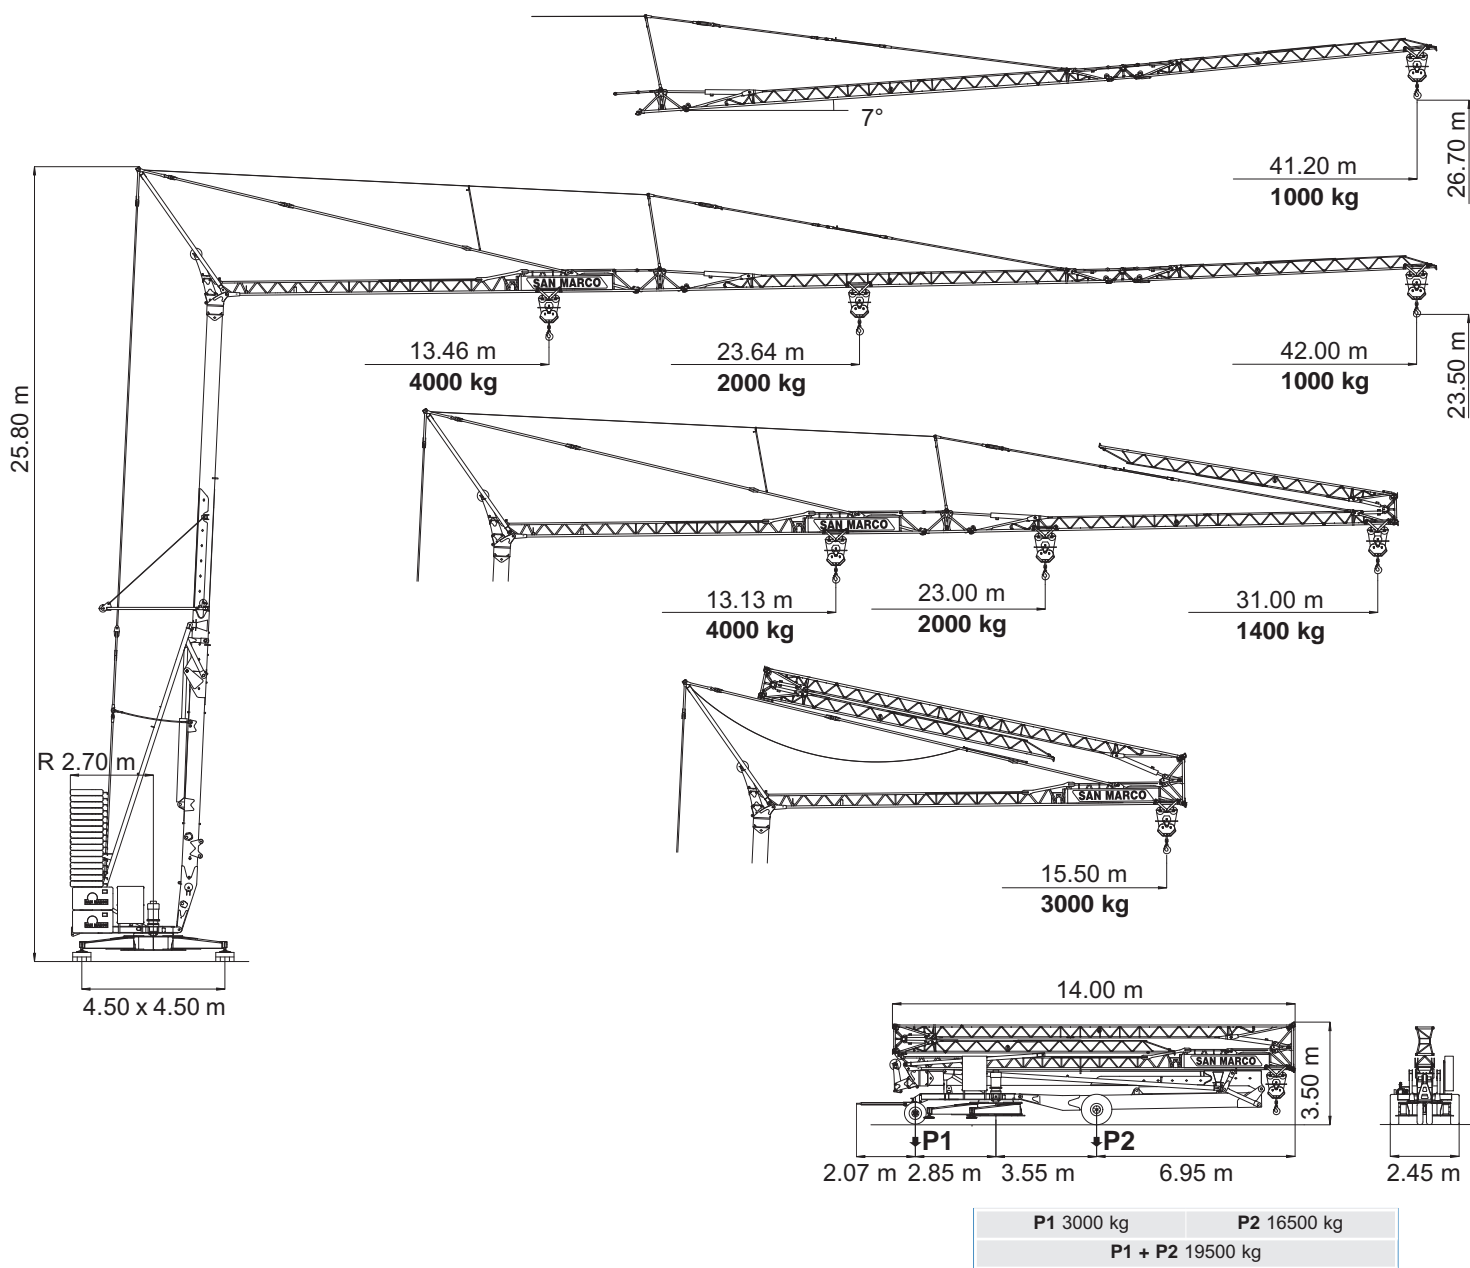 7°
41.20 m
1000 kg
26.70 m
SAN MARCO
13.46 m
4000 kg
23.64 m
2000 kg
42.00 m
1000 kg
23.50 m
25.80 m
SAN MARCO
13.13 m
4000 kg
23.00 m
2000 kg
31.00 m
1400 kg
R 2.70 m
SAN MARCO
15.50 m
3000 kg
SAN MARCO
SAN MARCO
4.50 x 4.50 m
14.00 m
SAN MARCO
3.50 m
P1
P2
2.07 m
2.85 m
3.55 m
6.95 m
2.45 m
P1 3000 kg
P2 16500 kg
P1 + P2 19500 kg